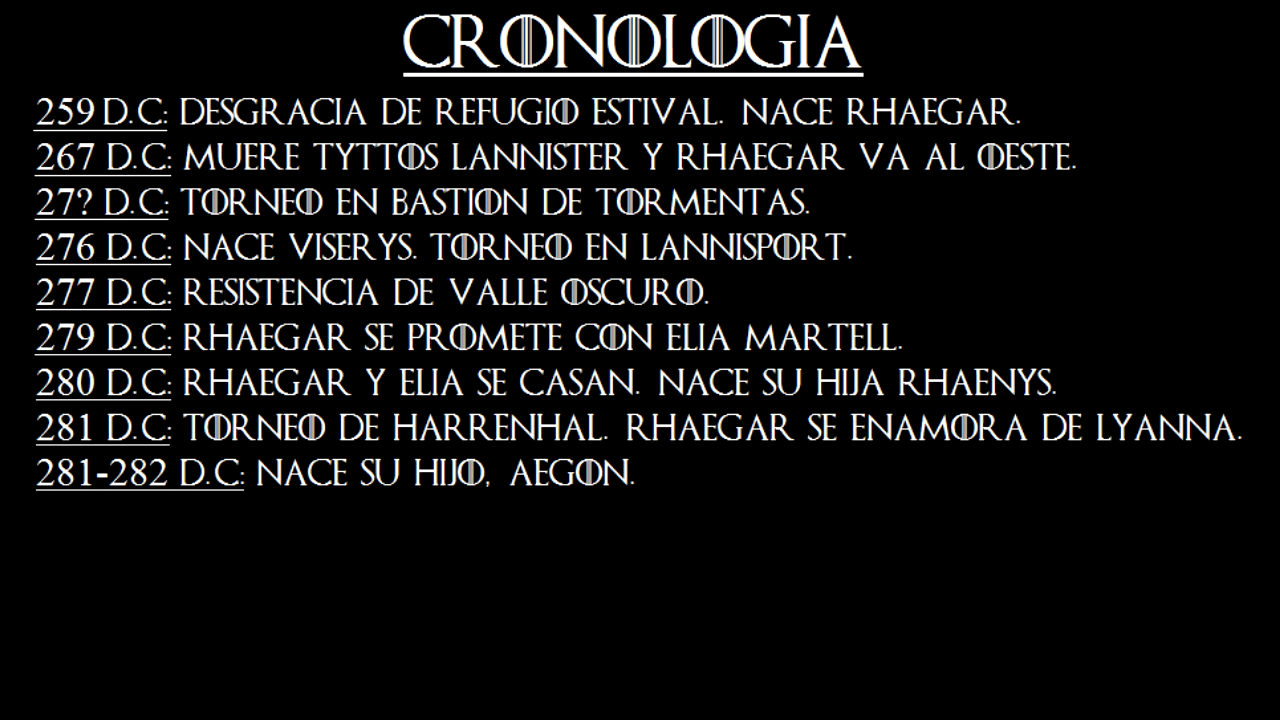 CRONOLOGIA
259 D.C: DESGRACIA DE REFUGIO ESTIVAL. NACE RHAEGAR.
267 D.C: MUERE TYTTOS LANNISTER Y RHAEGAR VA AL OESTE.
27? D.C: TORNEO EN BASTION DE TORMENTAS.
276 D.C: NACE VISERYS. TORNEO EN LANNISPORT.
277 D.C: RESISTENCIA DE VALLE OSCURO.
279 D.C: RHAEGAR SE PROMETE CON ELIA MARTELL.
280 D.C: RHAEGAR Y ELIA SE CASAN. NACE SU HIJA RHAENYS.
281 D.C: TORNEO DE HARRENHAL. RHAEGAR SE ENAMORA DE LYANNA.
281-282 D.C: NACE SU HIJO, AEGON.